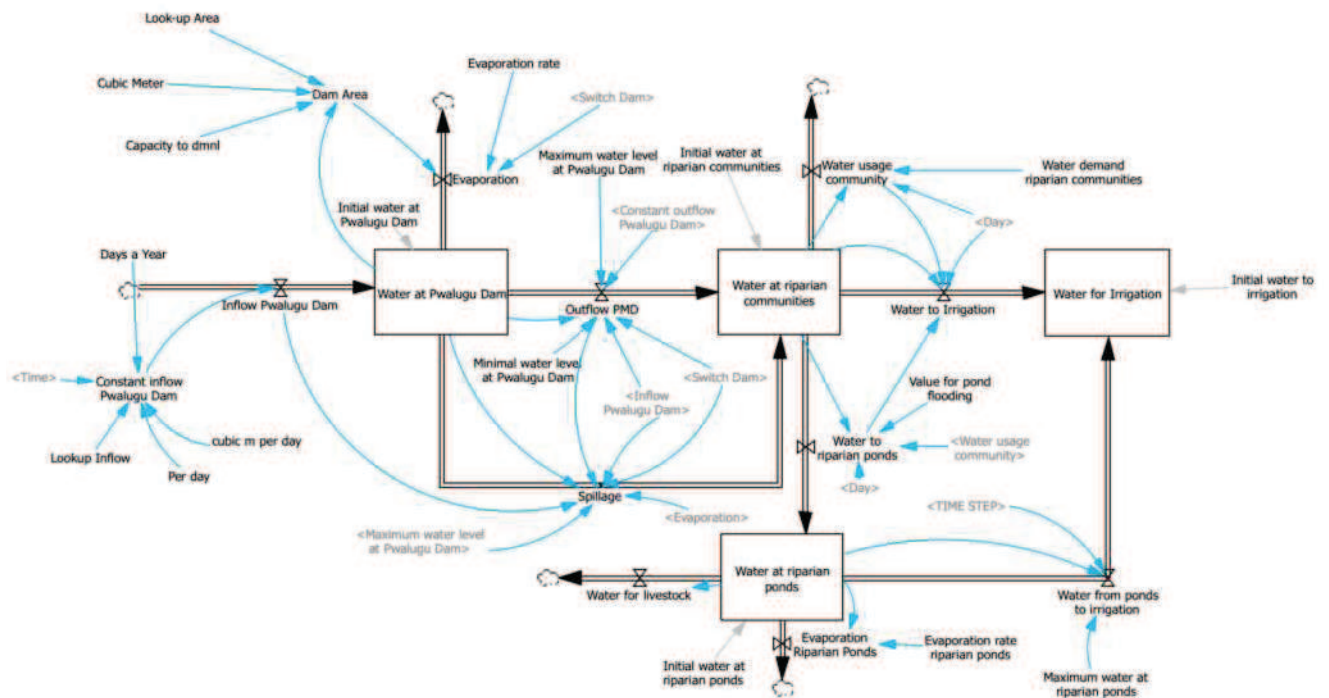 Look-up Area
Cubic Meter
Dam Area
Capacity to dmnl
Evaporation rate
<Switch Dam>
Evaporation
Maximum water level
at Pwalugu Dam
Initial water at
riparian communities
Water usage
community
Water demand
riparian communities
Initial water at
Pwalugu Dam
<Constant outflow
Pwalugu Dam>
<Day>
Days a Year
Inflow Pwalugu Dam
Water at Pwalugu Dam
Outflow PMD
Water at riparian
communities
Water to Irrigation
Water for Irrigation
Initial water to
irrigation
<Time>
Constant inflow
Pwalugu Dam
Lookup Inflow
Per day
cubic m per day
Minimal water level
at Pwalugu Dam
<Switch Dam>
<Inflow
Pwalugu Dam>
Value for pond
flooding
Water to
riparian ponds
<Water usage
community>
<Day>
Spillage
<Evaporation>
<Maximum water level
at Pwalugu Dam>
<TIME STEP>
Water at riparian
ponds
Water for livestock
Water from ponds
to irrigation
Evaporation
Riparian Ponds
Evaporation rate
riparian ponds
Initial water at
riparian ponds
Maximum water at
riparian ponds